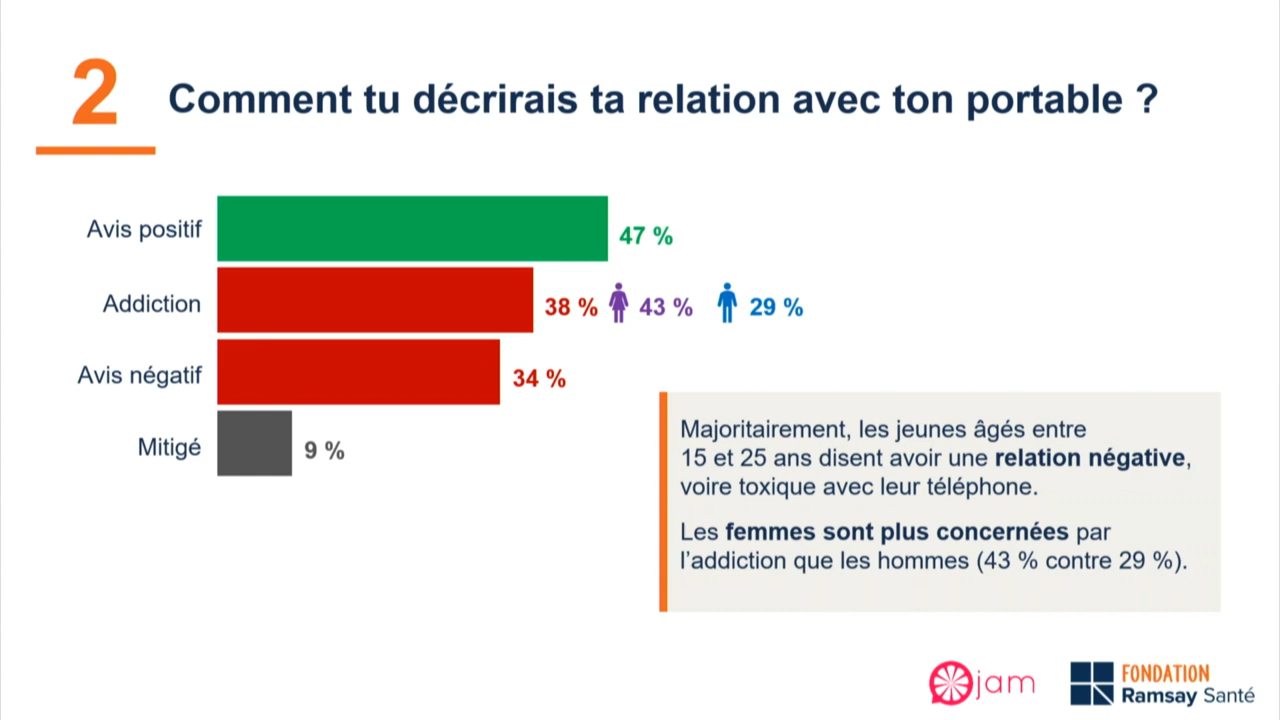 2
Comment tu décrirais ta relation avec ton portable ?
Avis positif
47 %
Addiction
38 %
43 %
29 %
Avis négatif
34 %
Mitigé
9 %
Majoritairement, les jeunes âgés entre
15 et 25 ans disent avoir une relation négative,
voire toxique avec leur téléphone.
Les femmes sont plus concernées par
l'addiction que les hommes (43 % contre 29 %).
jam
FONDATION
Ramsay Santé